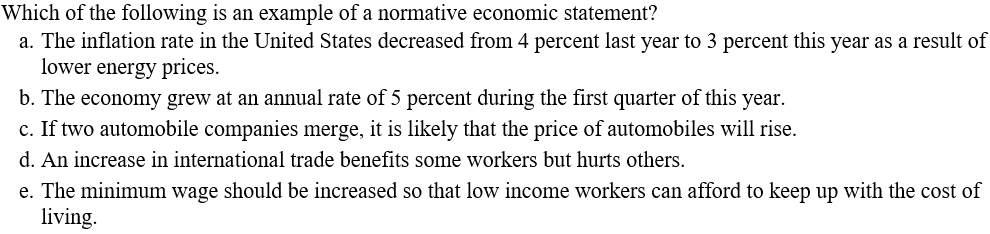 Which of the following is an example of a normative economic statement?
a. The inflation rate in the United States decreased from 4 percent last year to 3 percent this year as a result of
lower energy prices.
b. The economy grew at an annual rate of 5 percent during the first quarter of this year.
c. If two automobile companies merge, it is likely that the price of automobiles will rise.
d. An increase in international trade benefits some workers but hurts others.
e. The minimum wage should be increased so that low income workers can afford to keep up with the cost of
living.